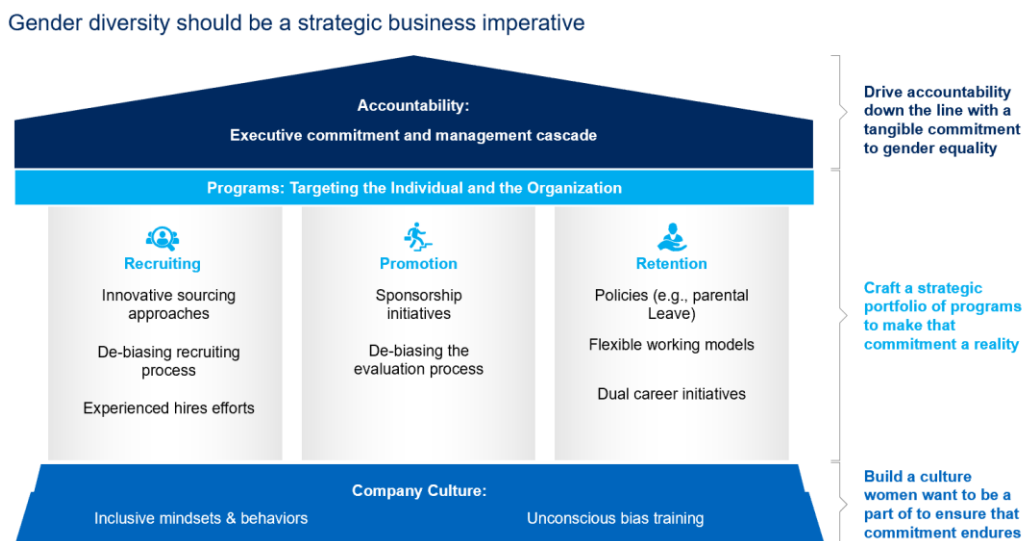 Gender diversity should be a strategic business imperative
Accountability:
Executive commitment and management cascade
Drive accountability
down the line with a
tangible commitment
to gender equality
Programs: Targeting the Individual and the Organization
Recruiting
Innovative sourcing
approaches
De-biasing recruiting
process
Experienced hires efforts
Promotion
Sponsorship
initiatives
De-biasing the
evaluation process
Retention
Policies (e.g., parental
Leave)
Flexible working models
Dual career initiatives
Craft a strategic
portfolio of programs
to make that
commitment a reality
Company Culture:
Inclusive mindsets & behaviors
Unconscious bias training
Build a culture
women want to be a
part of to ensure that
commitment endures